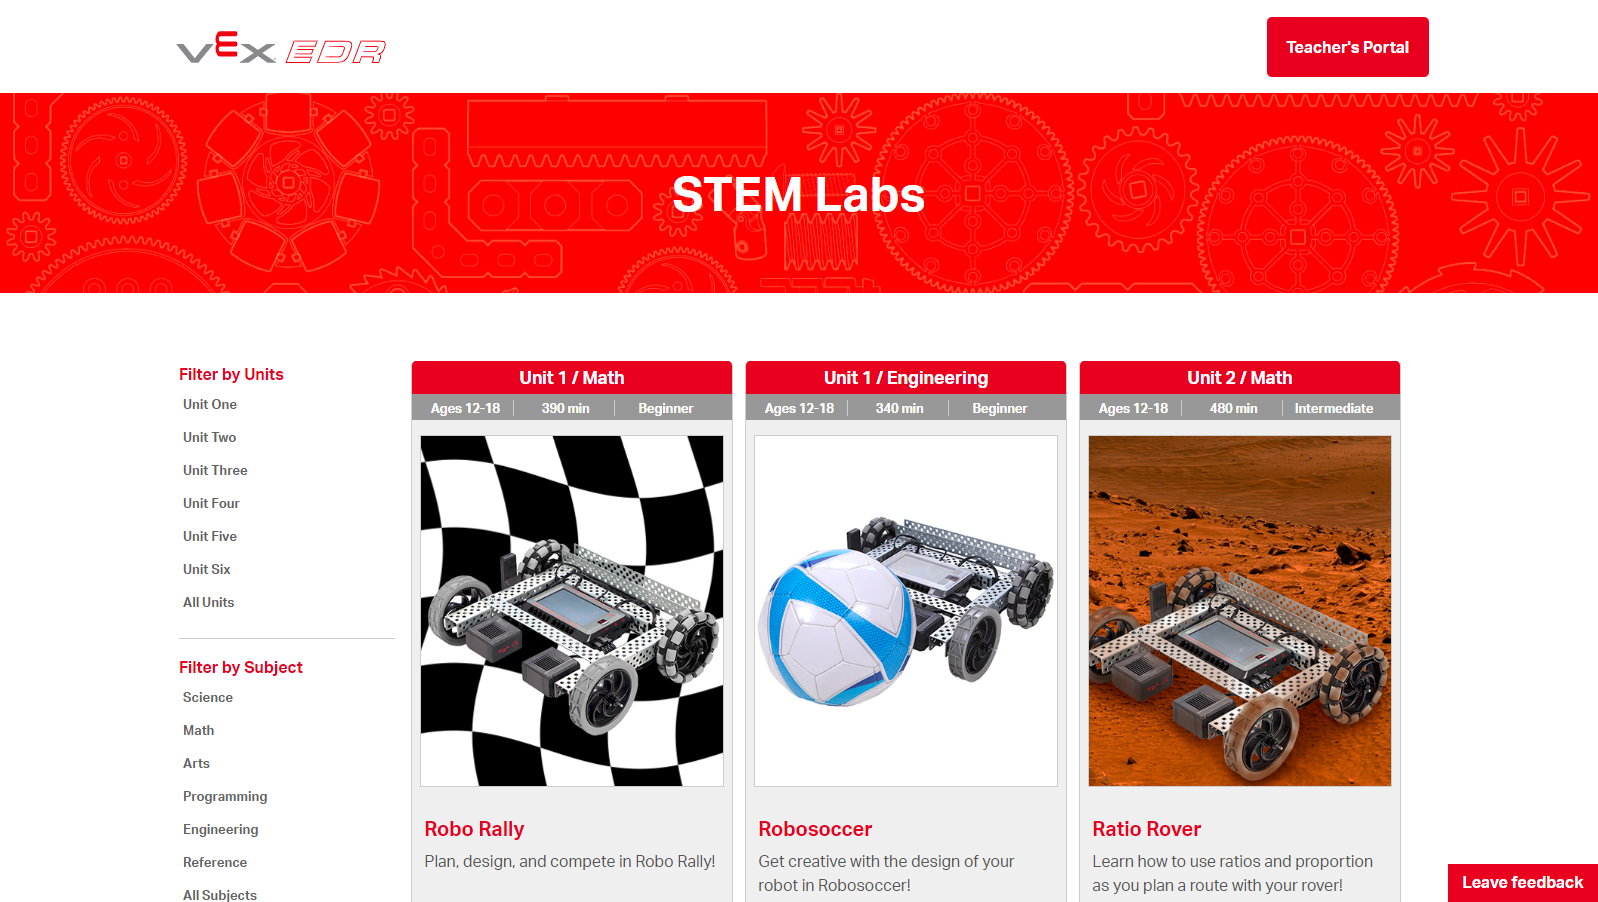 VEX EDR
Teacher's Portal
STEM Labs
Filter by Units
Unit One
Unit Two
Unit Three
Unit Four
Unit Five
Unit Six
All Units
Filter by Subject
Science
Math
Arts
Programming
Engineering
Reference
All Subjects
Unit 1 / Math
Ages 12-18 390 min Beginner
Robo Rally
Plan, design, and compete in Robo Rally!
Unit 1 / Engineering
Ages 12-18 340 min Beginner
Robosoccer
Get creative with the design of your
robot in Robosoccer!
Unit 2 / Math
Ages 12-18 480 min Intermediate
Ratio Rover
Learn how to use ratios and proportion
as you plan a route with your rover!
Leave feedback